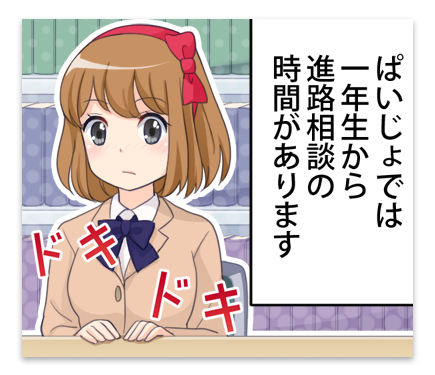 ぱいじょでは
一年生から
進路相談の
時間があります
ドキ
ドキ